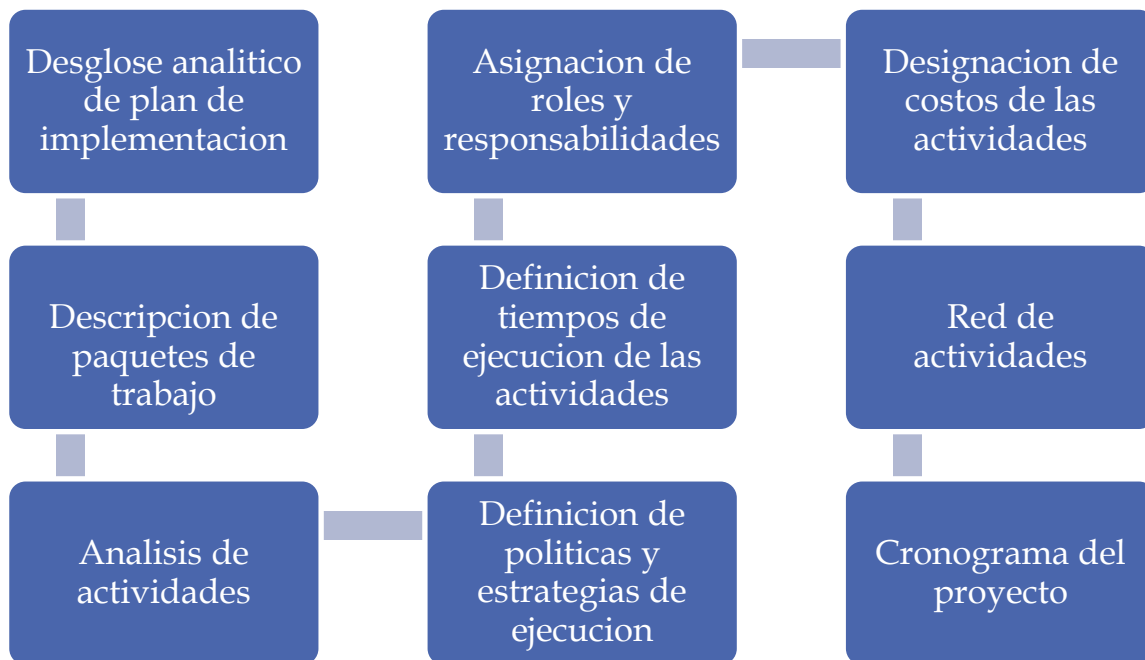 Desglose analitico
de plan de
implementacion
Descripcion de
paquetes de
trabajo
Analisis de
actividades
Definicion de
politicas y
estrategias de
ejecucion
Definicion de
tiempos de
ejecucion de las
actividades
Asignacion de
roles y
responsabilidades
Designacion de
costos de las
actividades
Red de
actividades
Cronograma del
proyecto